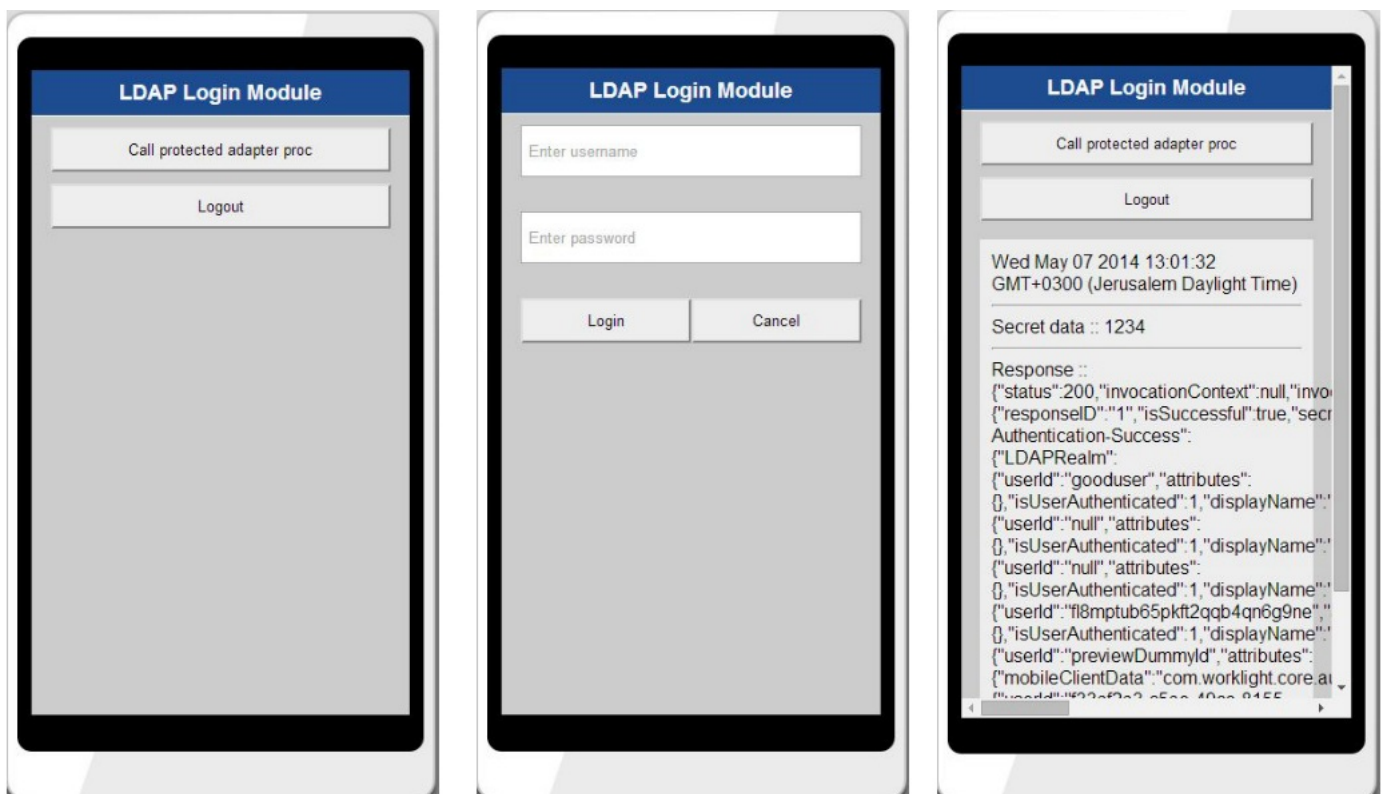 LDAP Login Module
Call protected adapter proc
Logout
LDAP Login Module
Enter username
Enter password
Login Cancel
LDAP Login Module
Call protected adapter proc
Logout
Wed May 07 2014 13:01:32
GMT+0300 (Jerusalem Daylight Time)
Secret data :: 1234
Response ::
{"status":200,"invocationContext":null,"invo
{"responseID":"1","isSuccessful":true,"secr
Authentication-Success":
{"LDAPRealm":
{"userId":"gooduser","attributes":
{},"isUserAuthenticated":1,"displayName":"
{"userId":"null","attributes":
{},"isUserAuthenticated":1,"displayName":"
{"userId":"null","attributes":
{},"isUserAuthenticated":1,"displayName":"
{"userId":"fl8mptub65pkft2qqb4qn6g9ne","
{},"isUserAuthenticated":1,"displayName":"
{"userId":"previewDummyId","attributes":
{"mobileClientData":"com.worklight.core.au